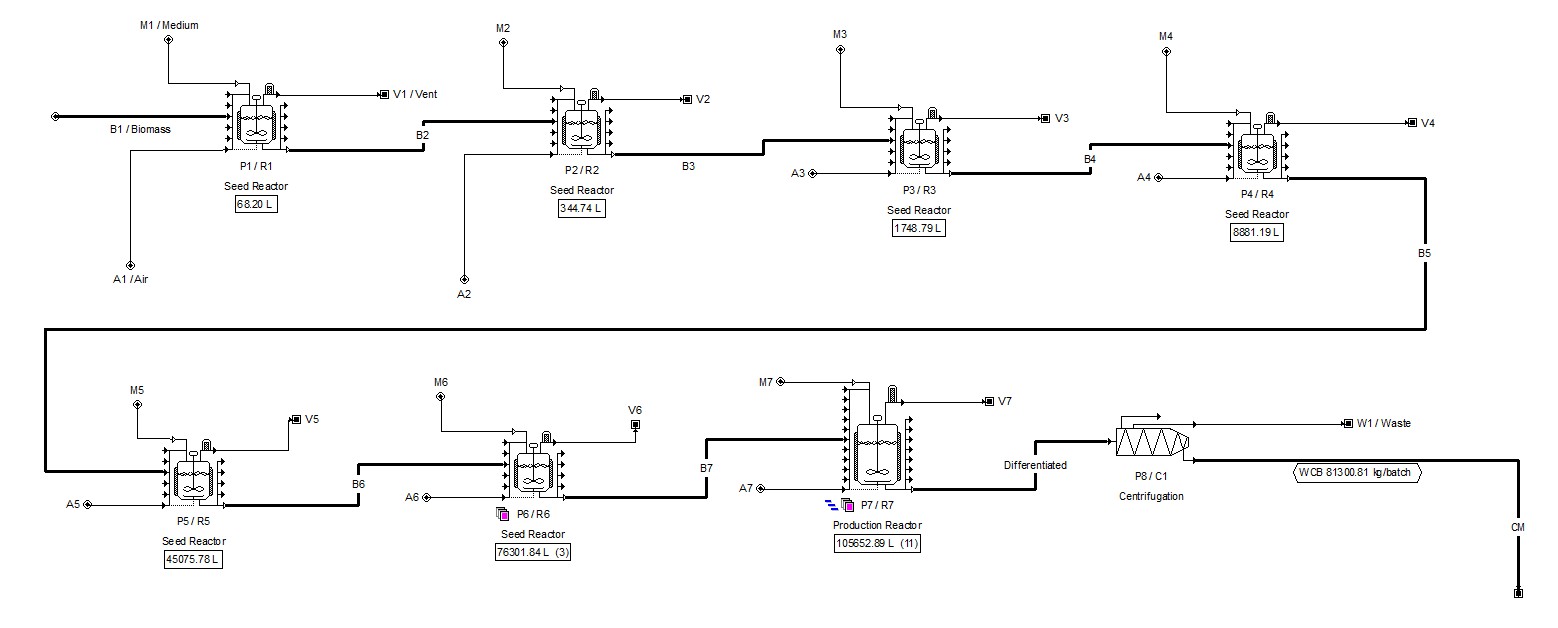 M1 / Medium
V1 / Vent
B1 / Biomass
P1 / R1
Seed Reactor
68.20 L
A1 / Air
B2
M2
V2
P2 / R2
Seed Reactor
344.74 L
A2
B3
M3
V3
A3
P3 / R3
Seed Reactor
1748.79 L
B4
M4
V4
A4
P4 / R4
Seed Reactor
8881.19 L
B5
M5
V5
A5
P5 / R5
Seed Reactor
45075.78 L
B6
M6
V6
A6
P6 / R6
Seed Reactor
76301.84 L (3)
B7
M7
V7
A7
P7 / R7
Production Reactor
105652.89 L (11)
Differentiated
P8 / C1
Centrifugation
W1 / Waste
WCB 81300.81 kg/batch
CM